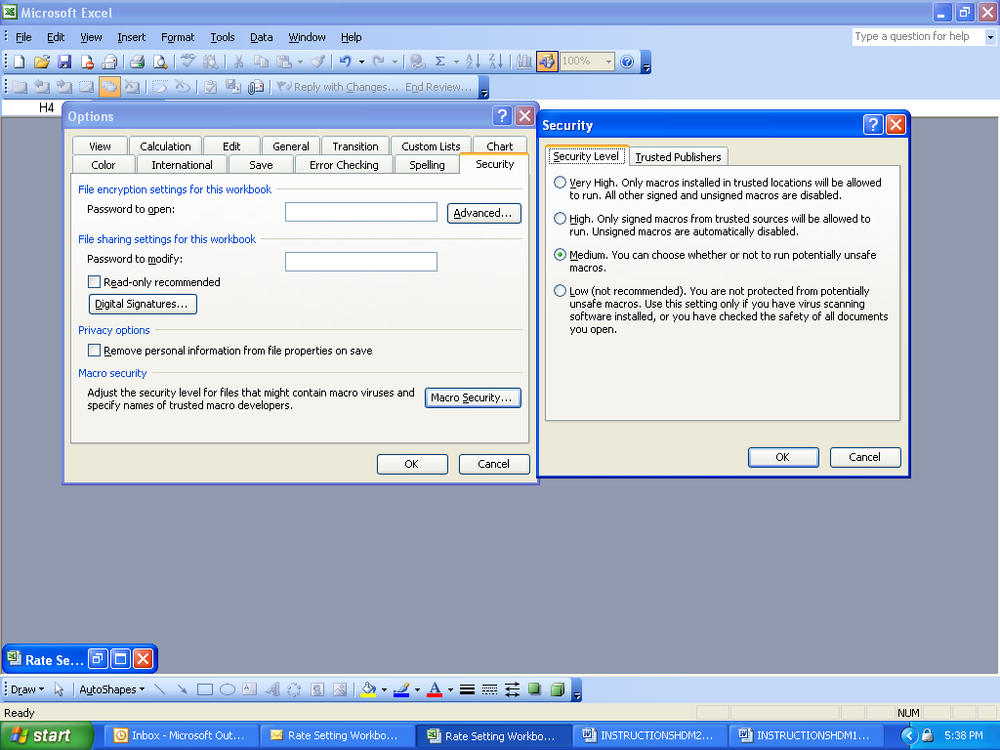 Microsoft Excel
File Edit View Insert Format Tools Data Window Help
Type a question for help
100%
Reply with Changes... End Review...
H4
Options
View Calculation Edit General Transition Custom Lists Chart
Color International Save Error Checking Spelling Security
File encryption settings for this workbook
Password to open:
Advanced...
File sharing settings for this workbook
Password to modify:
Read-only recommended
Digital Signatures...
Privacy options
Remove personal information from file properties on save
Macro security
Adjust the security level for files that might contain macro viruses and
specify names of trusted macro developers.
Macro Security...
OK Cancel
Security
Security Level Trusted Publishers
Very High. Only macros installed in trusted locations will be allowed
to run. All other signed and unsigned macros are disabled.
High. Only signed macros from trusted sources will be allowed to
run. Unsigned macros are automatically disabled.
Medium. You can choose whether or not to run potentially unsafe
macros.
Low (not recommended). You are not protected from potentially
unsafe macros. Use this setting only if you have virus scanning
software installed, or you have checked the safety of all documents
you open.
OK Cancel
Rate Se...
Draw AutoShapes
Ready
NUM
start
Inbox - Microsoft Out...
Rate Setting Workbo...
Rate Setting Workbo...
INSTRUCTIONSHDM2...
INSTRUCTIONSHDM1...
5:38 PM